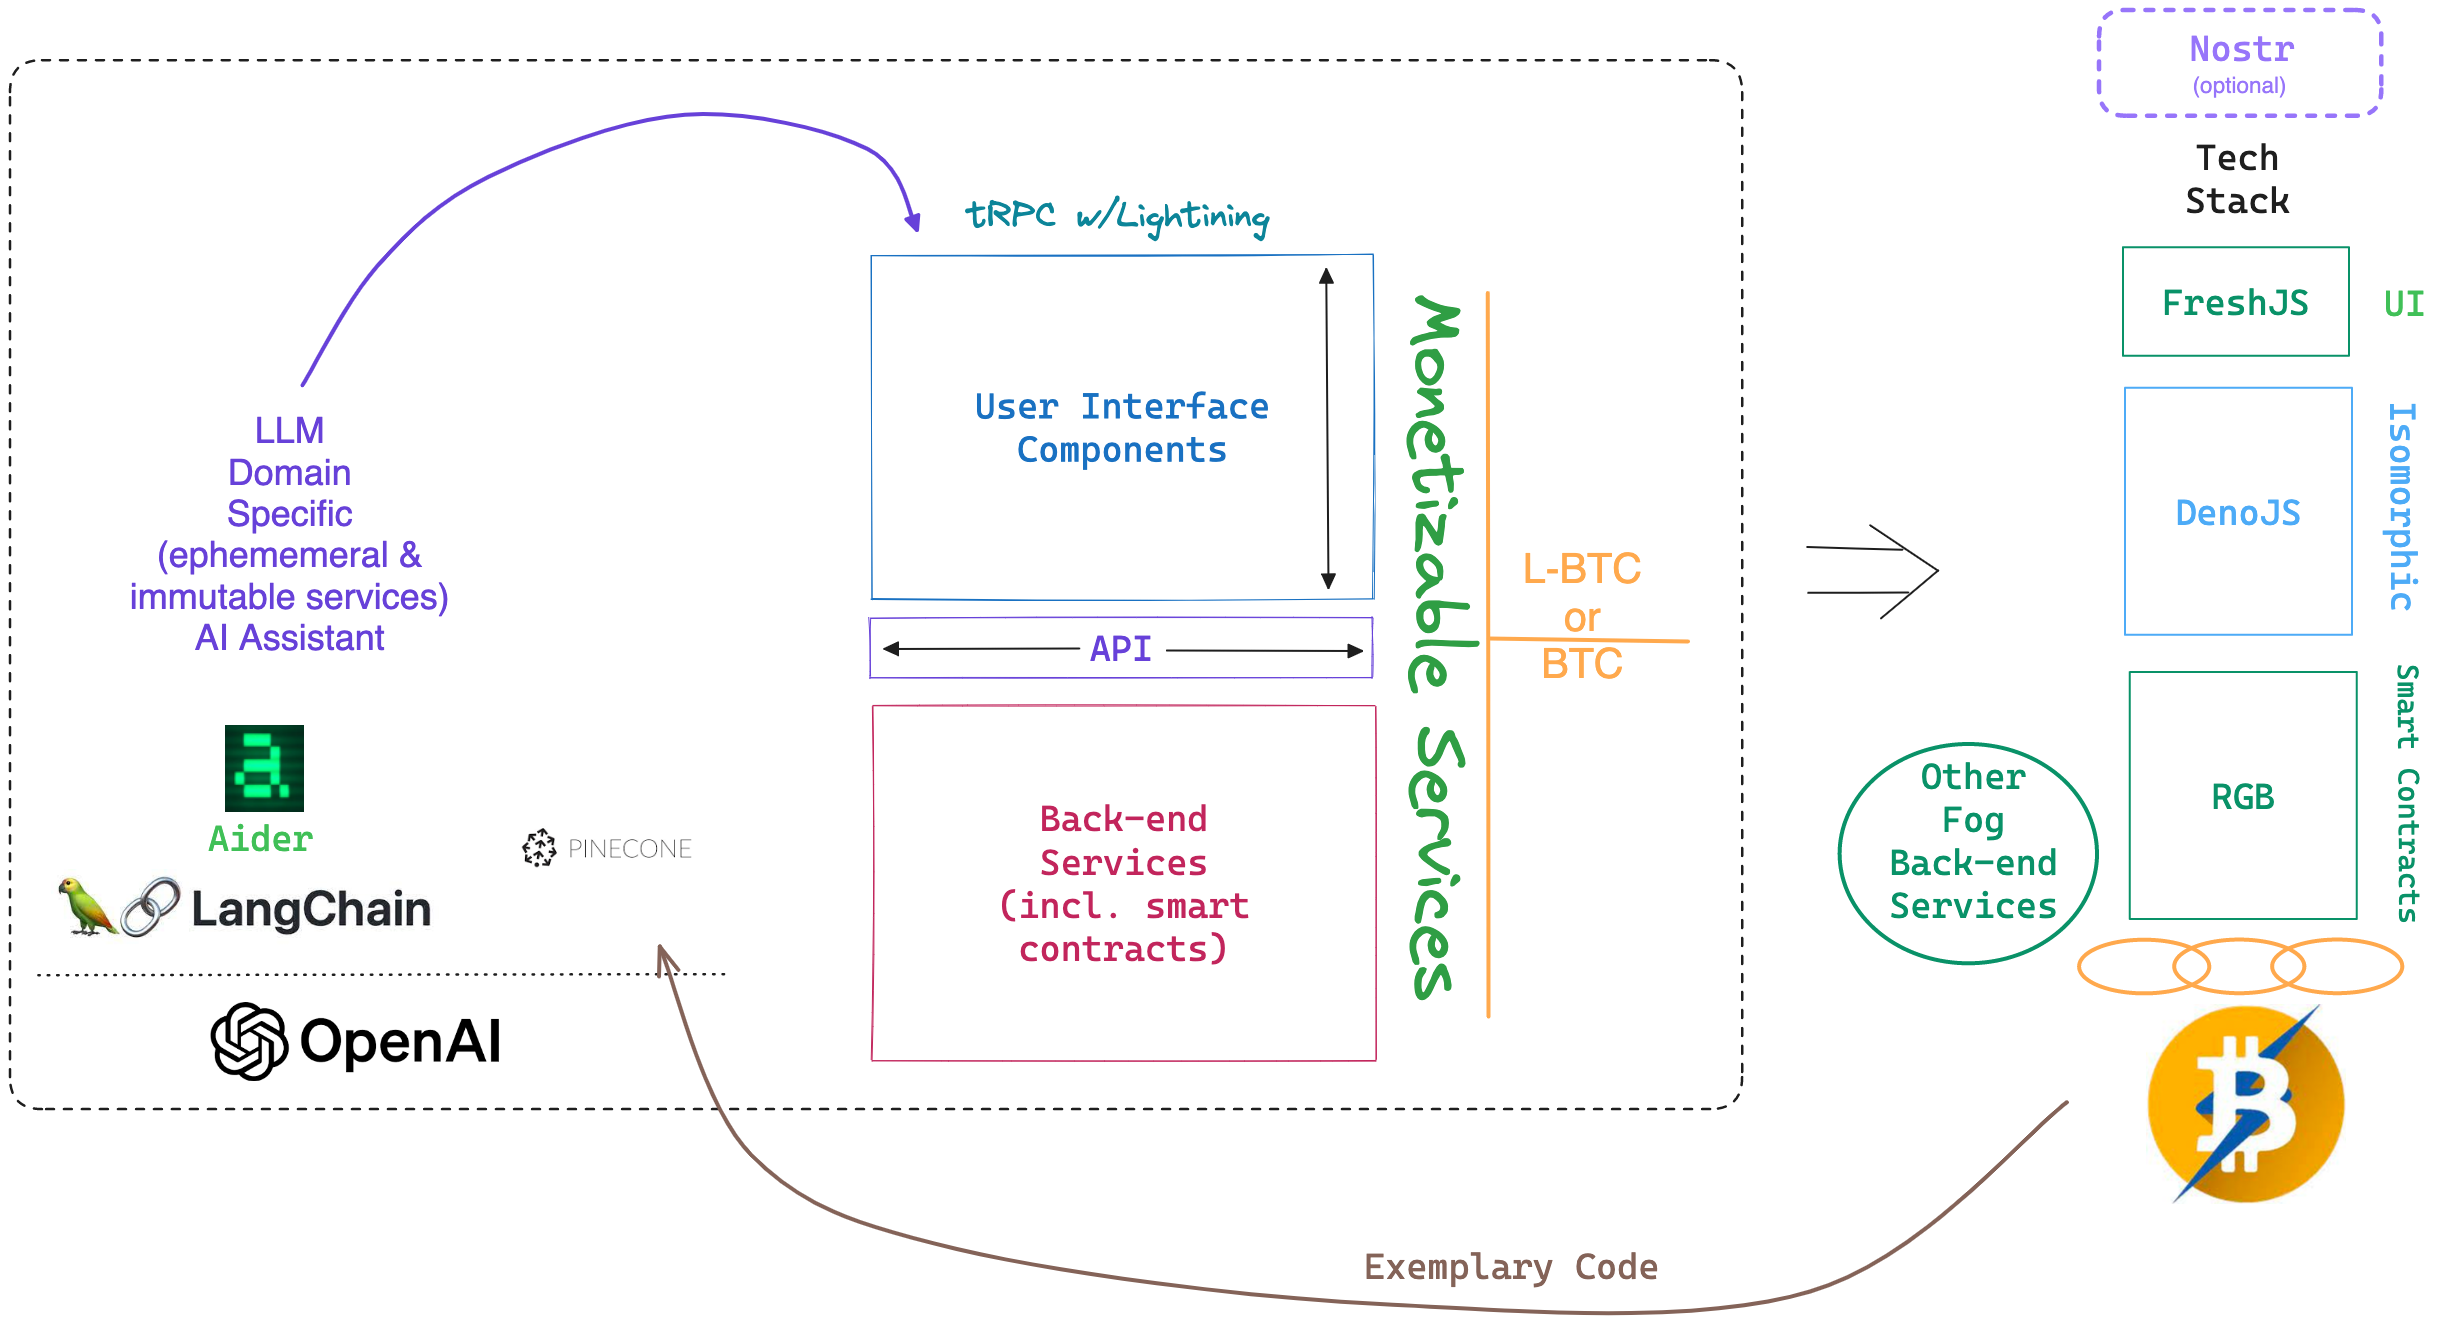 Nostr
(optional)
Tech
Stack
tRPC w/Lightining
FreshJS
UI
User Interface
Components
LLM
Domain
Specific
(ephememeral &
immutable services)
AI Assistant
Monetizable Services
L-BTC
or
BTC
DenoJS
Isomorphic
API
Aider
PINECONE
LangChain
OpenAI
Back-end
Services
(incl. smart
contracts)
Other
Fog
Back-end
Services
RGB
Smart Contracts
Exemplary Code